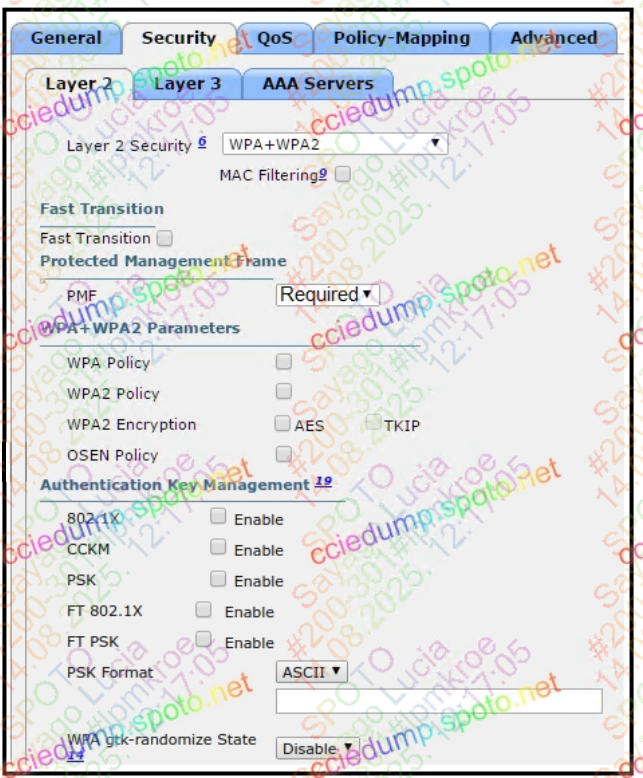 General Security QoS Policy-Mapping Advanced
Layer 2 Layer 3 AAA Servers
Layer 2 Security 6 WPA+WPA2
MAC Filtering9
Fast Transition
Fast Transition
Protected Management Frame
PMF Required
WPA+WPA2 Parameters
WPA Policy
WPA2 Policy
WPA2 Encryption AES TKIP
OSEN Policy
Authentication Key Management 19
802.1X Enable
CCKM Enable
PSK Enable
FT 802.1X Enable
FT PSK Enable
PSK Format ASCII
WPA gtk-randomize State Disable
14
cciedump.spoto.net
SPOTO Lucia
Sayago
#200-301#
14.08.2025. 12:17:05